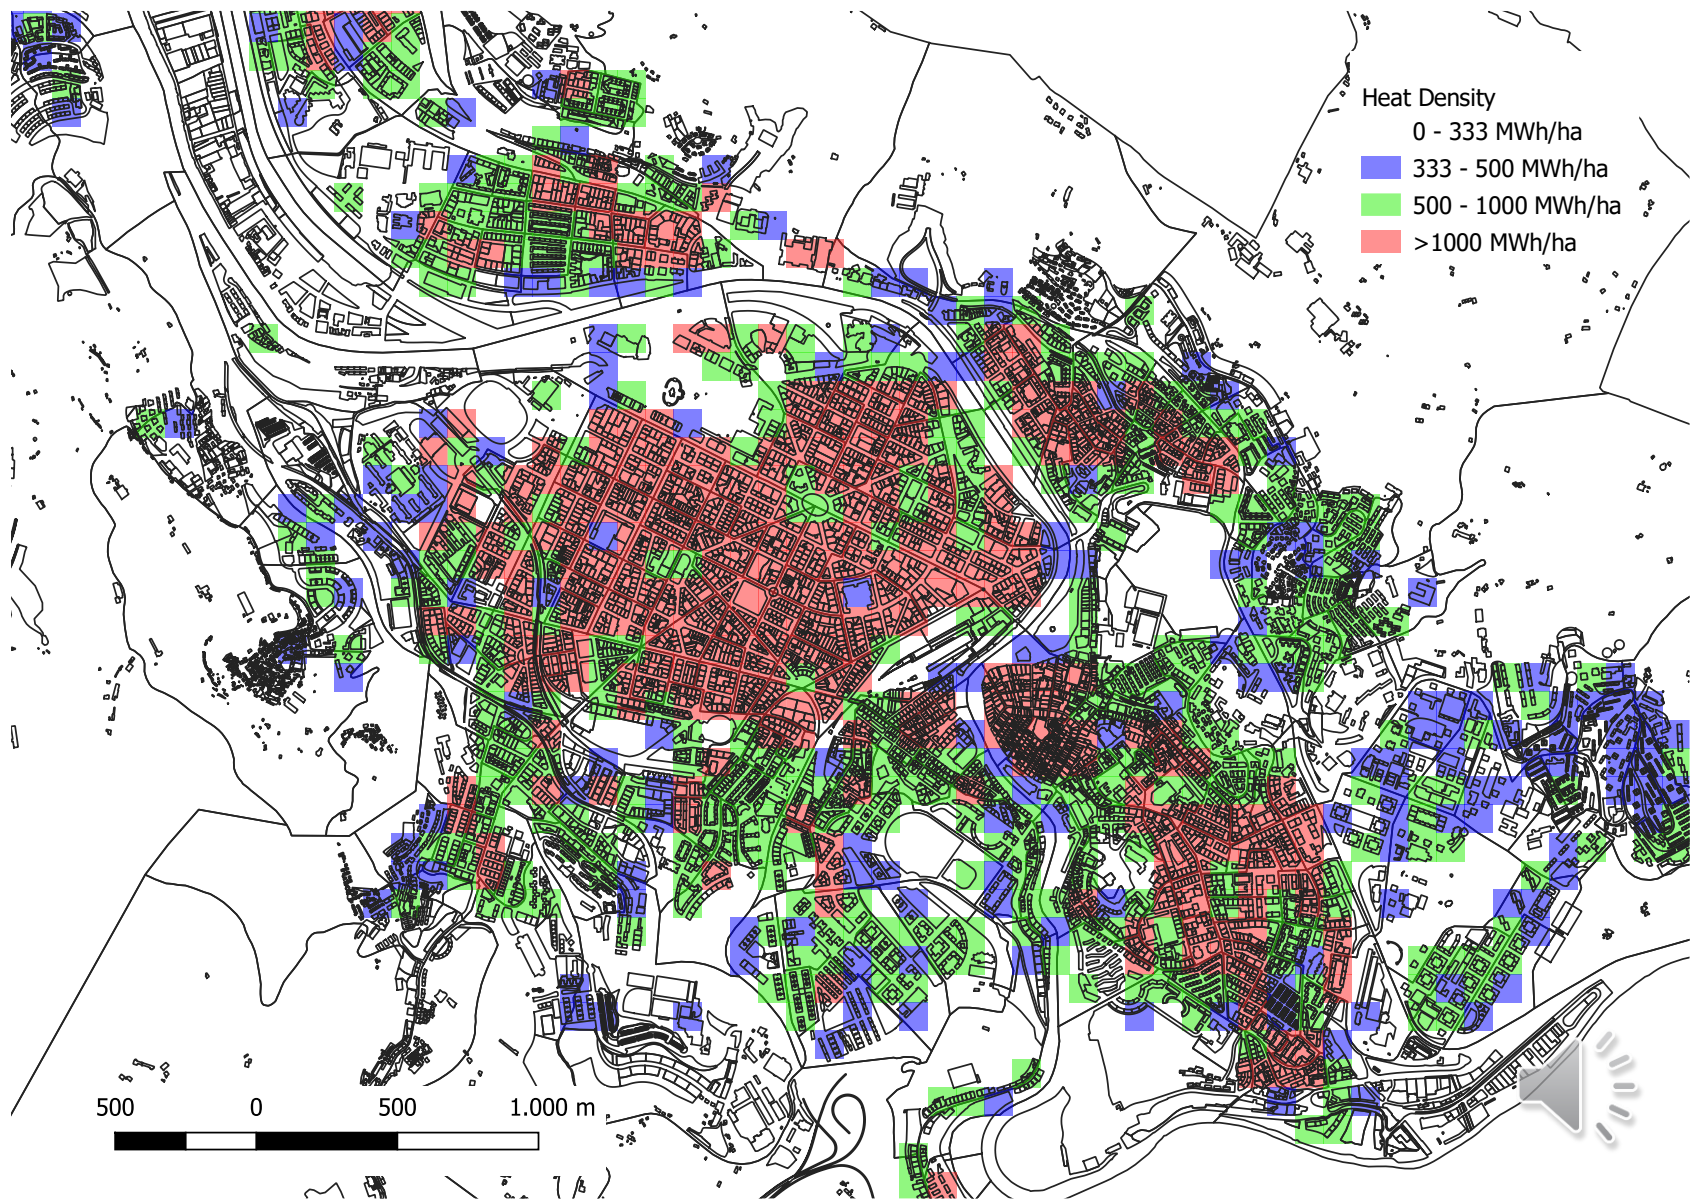 Heat Density
0 - 333 MWh/ha
333 - 500 MWh/ha
500 - 1000 MWh/ha
>1000 MWh/ha
500 0 500 1.000 m